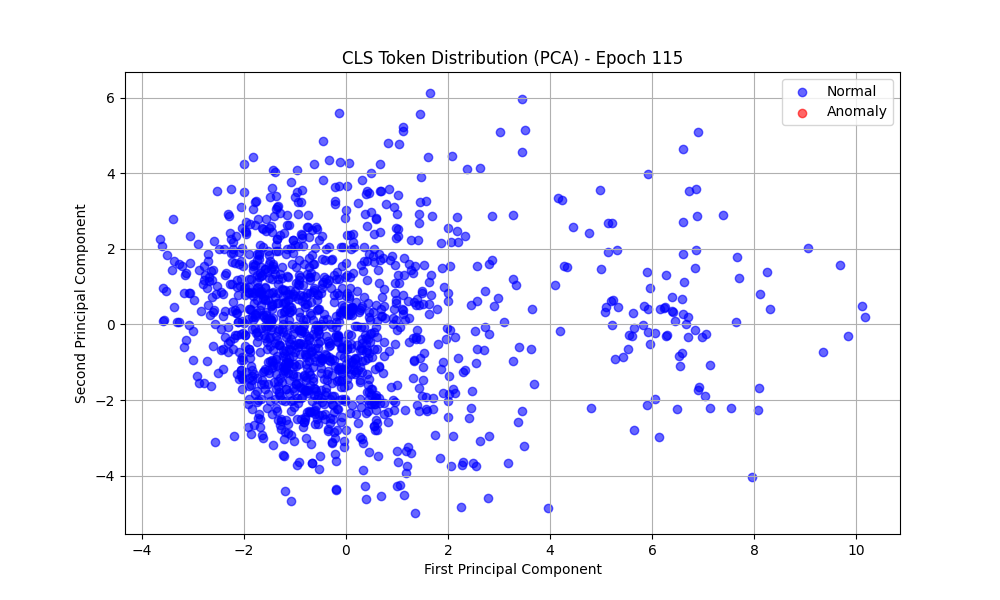 CLS Token Distribution (PCA) - Epoch 115
Normal
Anomaly
6
4
2
0
−2
−4
Second Principal Component
−4 −2 0 2 4 6 8 10
First Principal Component